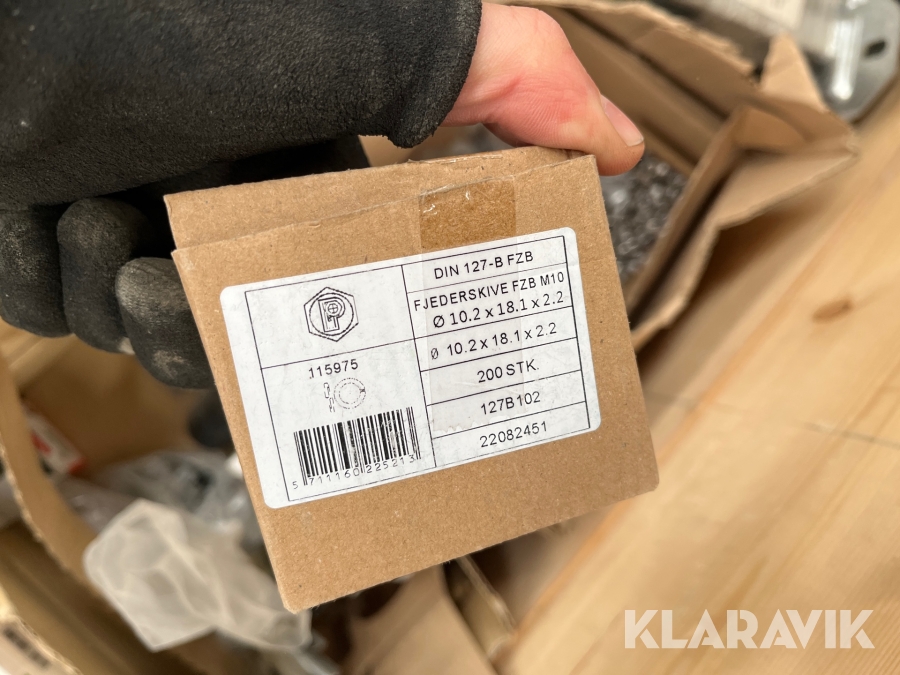 DIN 127-B FZB
FJEDERSKIVE FZB M10
Ø 10.2 x 18.1 x 2.2
Ø 10.2 x 18.1 x 2.2
200 STK.
127B102
22082451
115975
5 711160 225213
KLARAVIK